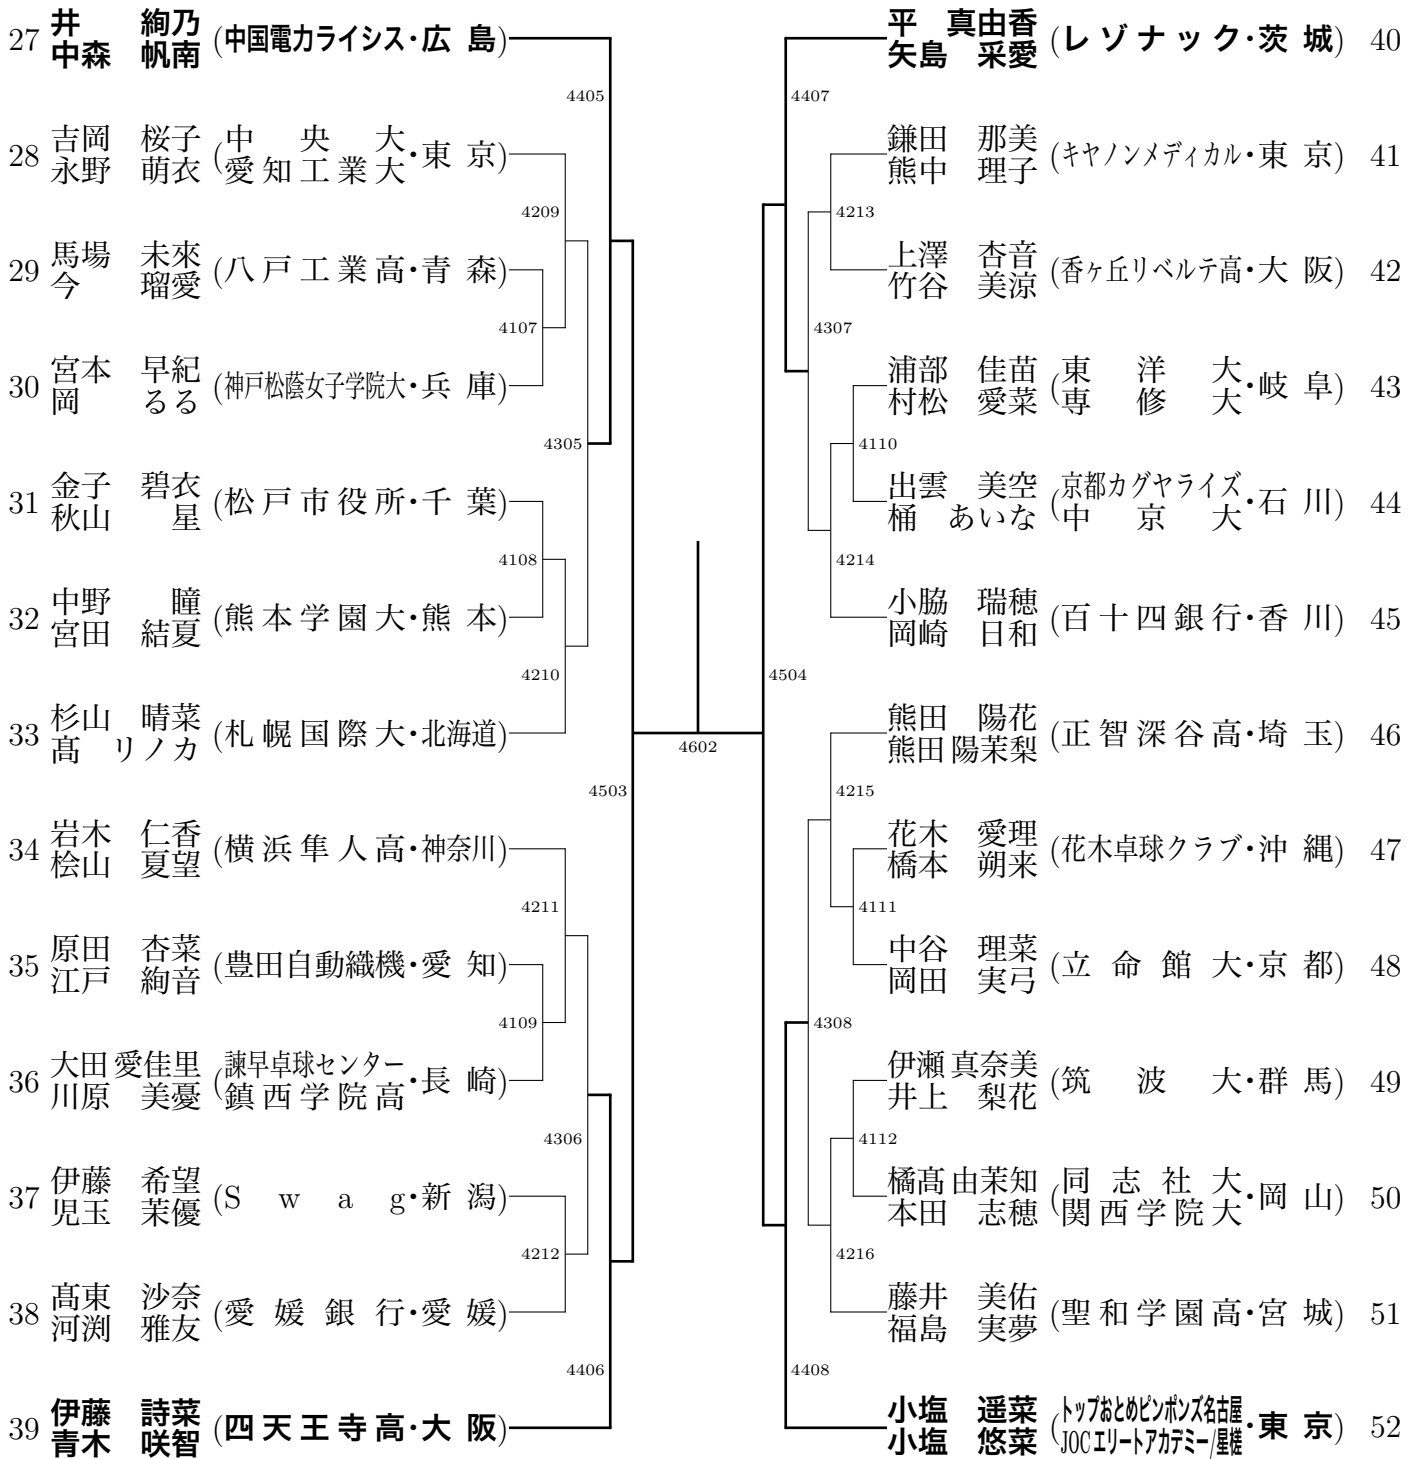 27 井 絢乃 (中国電力ライシス・広島)
中森 帆南
4405
28 吉岡 桜子 (中央大・東京)
永野 萌衣 愛知工業大
4209
29 馬場 未來 (八戸工業高・青森)
今 瑠愛
4107
30 宮本 早紀 (神戸松蔭女子学院大・兵庫)
岡 るる
4305
31 金子 碧衣 (松戸市役所・千葉)
秋山 星
4108
32 中野 瞳 (熊本学園大・熊本)
宮田 結夏
4210
33 杉山 晴菜 (札幌国際大・北海道)
髙 リノカ
4503
34 岩木 仁香 (横浜隼人高・神奈川)
桧山 夏望
4211
35 原田 杏菜 (豊田自動織機・愛知)
江戸 絢音
4109
36 大田 愛佳里 (諫早卓球センター・長崎)
川原 美憂 鎮西学院高
4306
37 伊藤 希望 (Swag・新潟)
児玉 茉優
4212
38 髙東 沙奈 (愛媛銀行・愛媛)
河渕 雅友
4406
39 伊藤 詩菜 (四天王寺高・大阪)
青木 咲智
4602
平 真由香 (レゾナック・茨城) 40
矢島 采愛
4407
鎌田 那美 (キヤノンメディカル・東京) 41
熊中 理子
4213
上澤 杏音 (香ヶ丘リベルテ高・大阪) 42
竹谷 美涼
4307
浦部 佳苗 (東洋大・岐阜) 43
村松 愛菜 専修大
4110
出雲 美空 (京都カグヤライズ・石川) 44
桶 あいな 中京大
4214
小脇 瑞穂 (百十四銀行・香川) 45
岡崎 日和
4504
熊田 陽花 (正智深谷高・埼玉) 46
熊田 陽茉梨
4215
花木 愛理 (花木卓球クラブ・沖縄) 47
橋本 朔来
4111
中谷 理菜 (立命館大・京都) 48
岡田 実弓
4308
伊瀬 真奈美 (筑波大・群馬) 49
井上 梨花
4112
橘髙 由茉知 (同志社大・岡山) 50
本田 志穂 関西学院大
4216
藤井 美佑 (聖和学園高・宮城) 51
福島 実夢
4408
小塩 遥菜 (トップおとめピンポンズ名古屋・東京) 52
小塩 悠菜 JOCエリートアカデミー/星槎